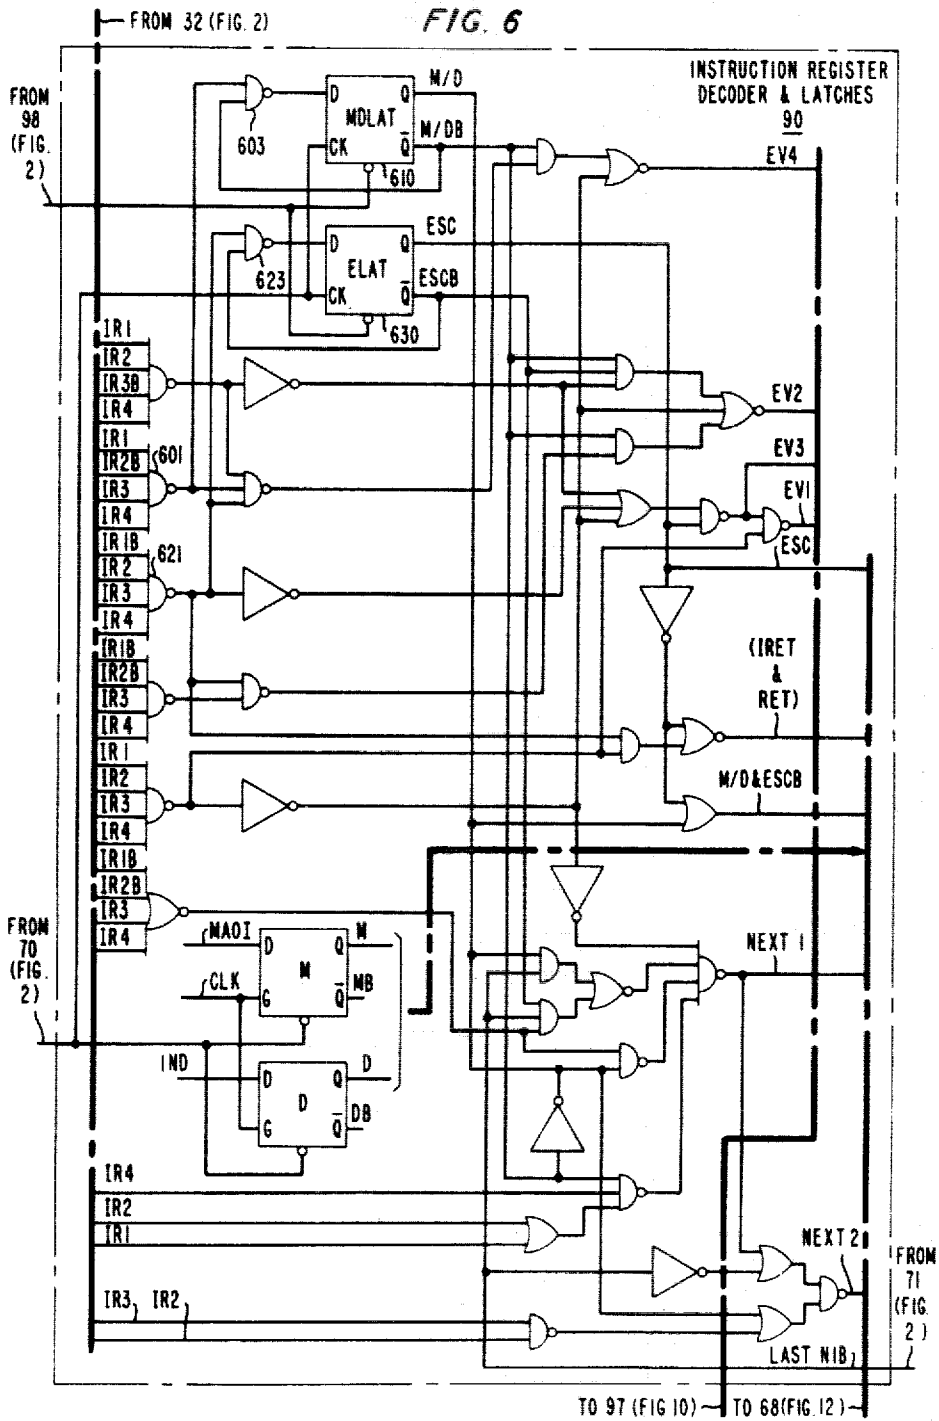 FIG. 6
FROM 32 (FIG. 2)
INSTRUCTION REGISTER
DECODER & LATCHES
90
FROM
98
(FIG.
2)
603
D
Q
MDLAT
CK
Q
610
M/D
M/DB
EV4
623
D
Q
ELAT
CK
Q
630
ESC
ESCB
IR1
IR2
IR3B
IR4
IR1
IR2B
IR3
IR4
601
IR1B
IR2
IR3
IR4
621
IR1B
IR2B
IR3
IR4
IR1
IR2
IR3
IR4
IR1B
IR2B
IR3
IR4
EV2
EV3
EV1
ESC
(IRET
&
RET)
M/D&ESCB
NEXT 1
FROM
70
(FIG.
2)
MAOI
D
Q
M
M
CLK
G
Q
MB
IND
D
Q
D
D
G
Q
DB
IR4
IR2
IR1
IR3
IR2
NEXT 2
FROM
71
(FIG.
2)
LAST NIB
TO 97 (FIG 10)
TO 68 (FIG. 12)